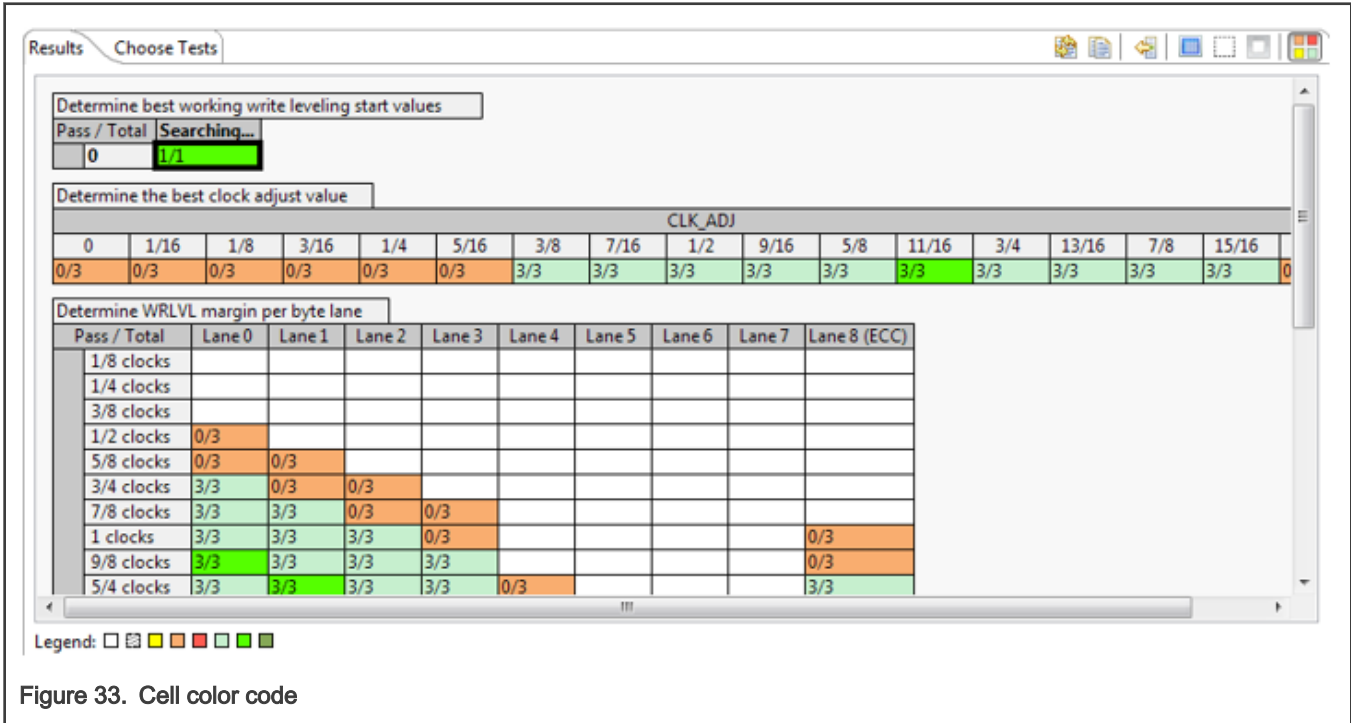 Results Choose Tests
Determine best working write leveling start values
Pass / Total Searching...
0 1/1
Determine the best clock adjust value
CLK_ADJ
0 1/16 1/8 3/16 1/4 5/16 3/8 7/16 1/2 9/16 5/8 11/16 3/4 13/16 7/8 15/16
0/3 0/3 0/3 0/3 0/3 0/3 3/3 3/3 3/3 3/3 3/3 3/3 3/3 3/3 3/3 3/3 0
Determine WRLVL margin per byte lane
Pass / Total Lane 0 Lane 1 Lane 2 Lane 3 Lane 4 Lane 5 Lane 6 Lane 7 Lane 8 (ECC)
1/8 clocks
1/4 clocks
3/8 clocks
1/2 clocks 0/3
5/8 clocks 0/3 0/3
3/4 clocks 3/3 0/3 0/3
7/8 clocks 3/3 3/3 0/3 0/3
1 clocks 3/3 3/3 3/3 0/3 0/3
9/8 clocks 3/3 3/3 3/3 3/3 0/3
5/4 clocks 3/3 3/3 3/3 3/3 0/3 3/3
Legend:
Figure 33. Cell color code